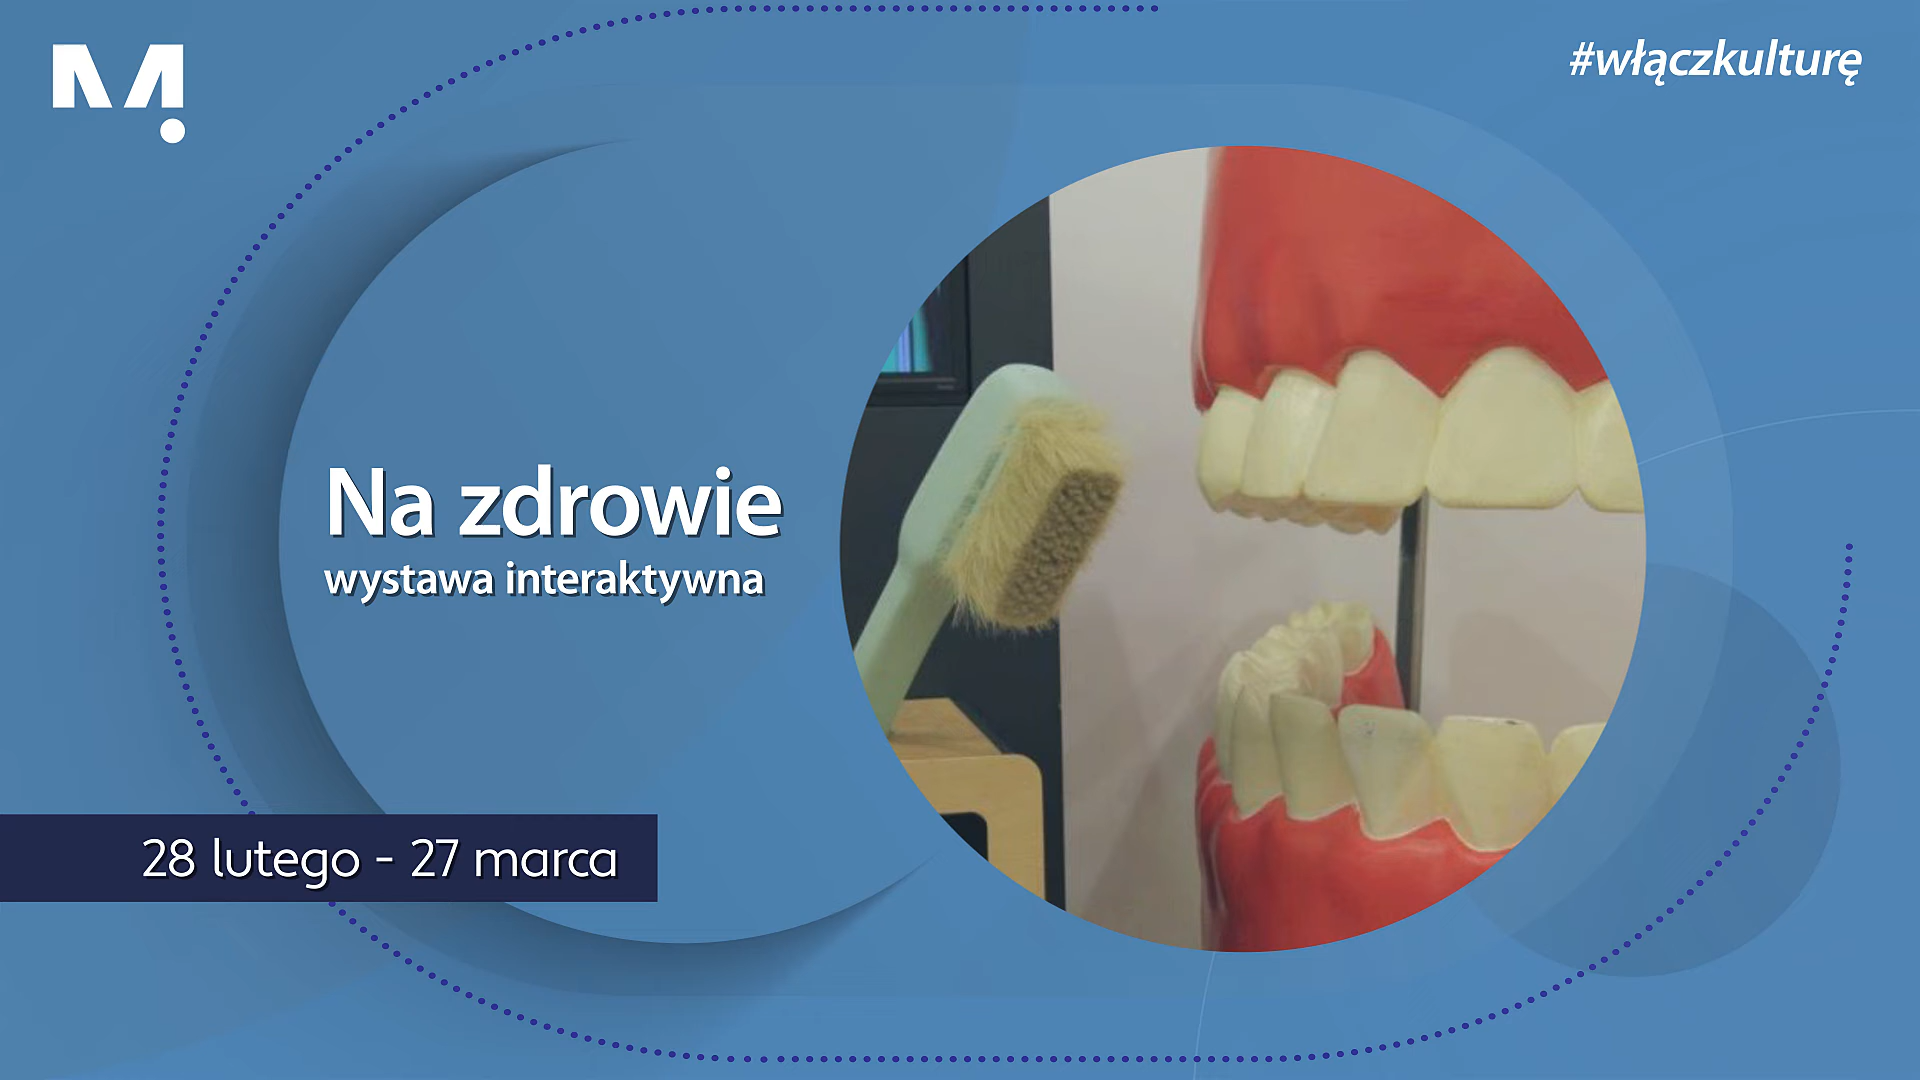 M.
#włączkulturę
Na zdrowie
wystawa interaktywna
28 lutego - 27 marca